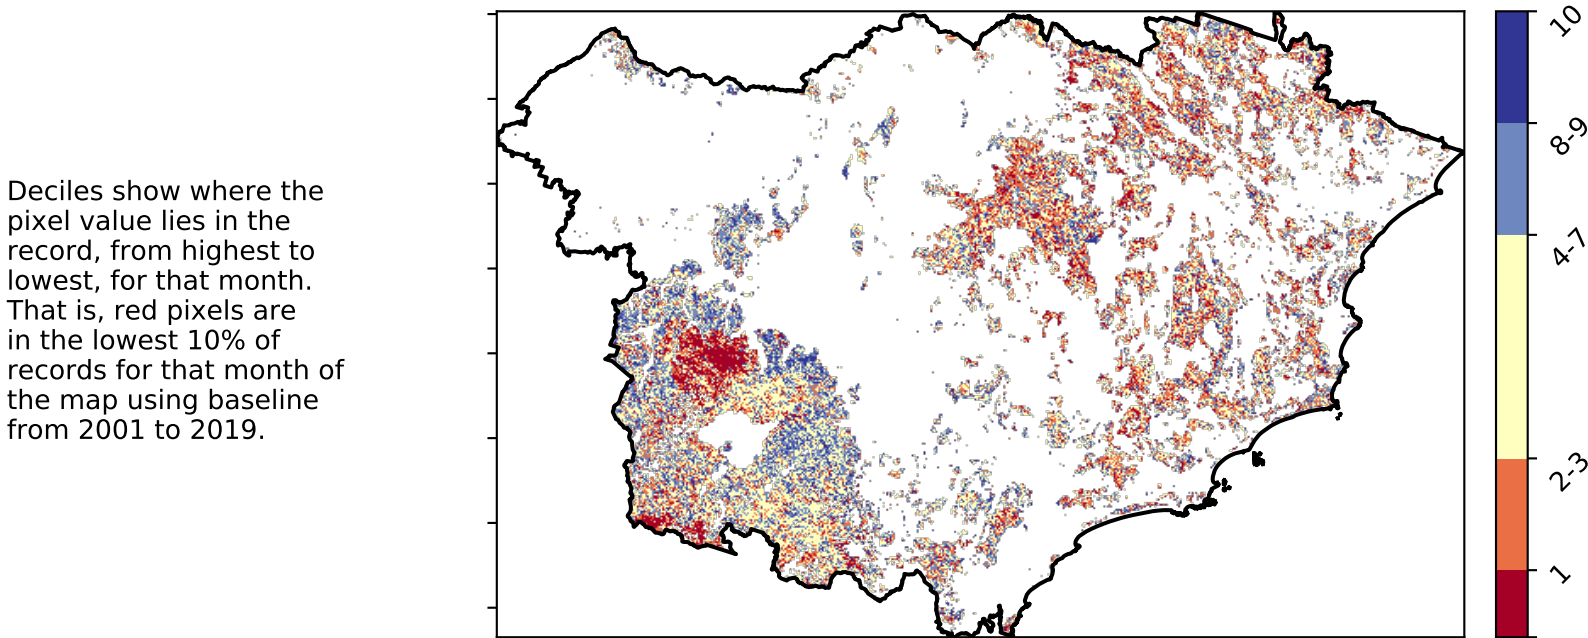 Deciles show where the
pixel value lies in the
record, from highest to
lowest, for that month.
That is, red pixels are
in the lowest 10% of
records for that month of
the map using baseline
from 2001 to 2019.
10
8-9
4-7
2-3
1